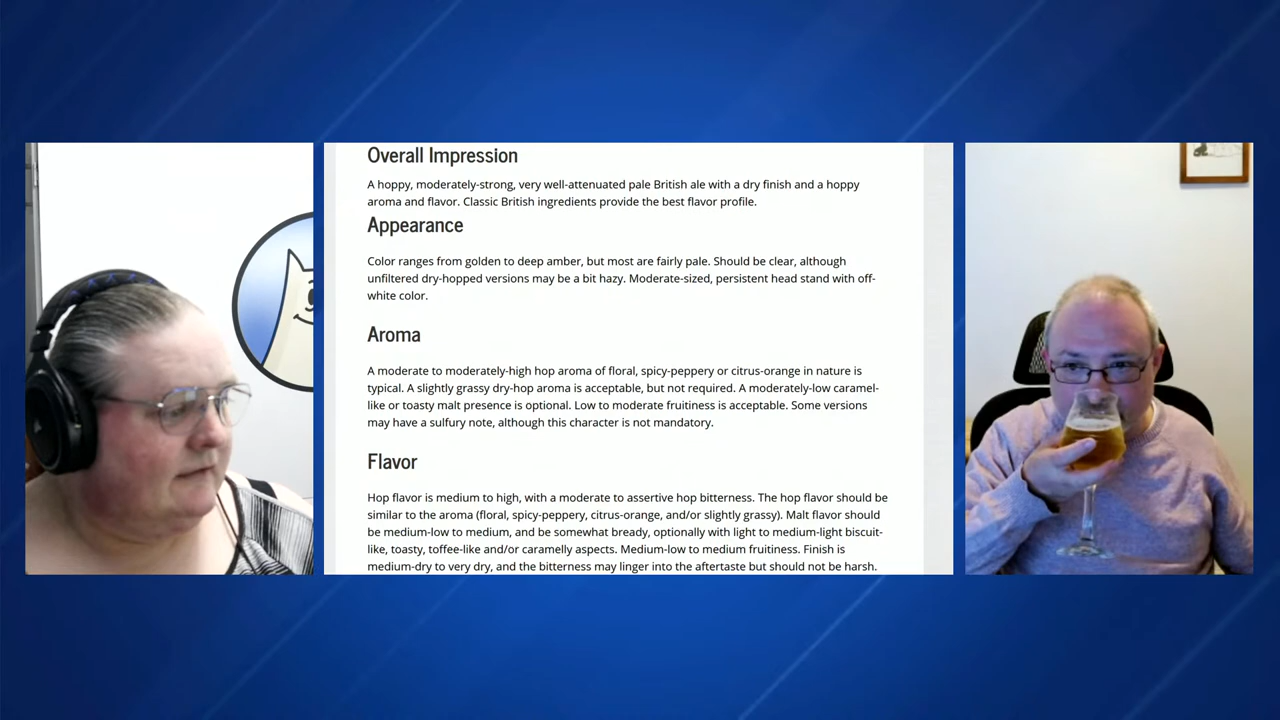 Overall Impression
A hoppy, moderately-strong, very well-attenuated pale British ale with a dry finish and a hoppy
aroma and flavor. Classic British ingredients provide the best flavor profile.
Appearance
Color ranges from golden to deep amber, but most are fairly pale. Should be clear, although
unfiltered dry-hopped versions may be a bit hazy. Moderate-sized, persistent head stand with off-
white color.
Aroma
A moderate to moderately-high hop aroma of floral, spicy-peppery or citrus-orange in nature is
typical. A slightly grassy dry-hop aroma is acceptable, but not required. A moderately-low caramel-
like or toasty malt presence is optional. Low to moderate fruitiness is acceptable. Some versions
may have a sulfury note, although this character is not mandatory.
Flavor
Hop flavor is medium to high, with a moderate to assertive hop bitterness. The hop flavor should be
similar to the aroma (floral, spicy-peppery, citrus-orange, and/or slightly grassy). Malt flavor should
be medium-low to medium, and be somewhat bready, optionally with light to medium-light biscuit-
like, toasty, toffee-like and/or caramelly aspects. Medium-low to medium fruitiness. Finish is
medium-dry to very dry, and the bitterness may linger into the aftertaste but should not be harsh.